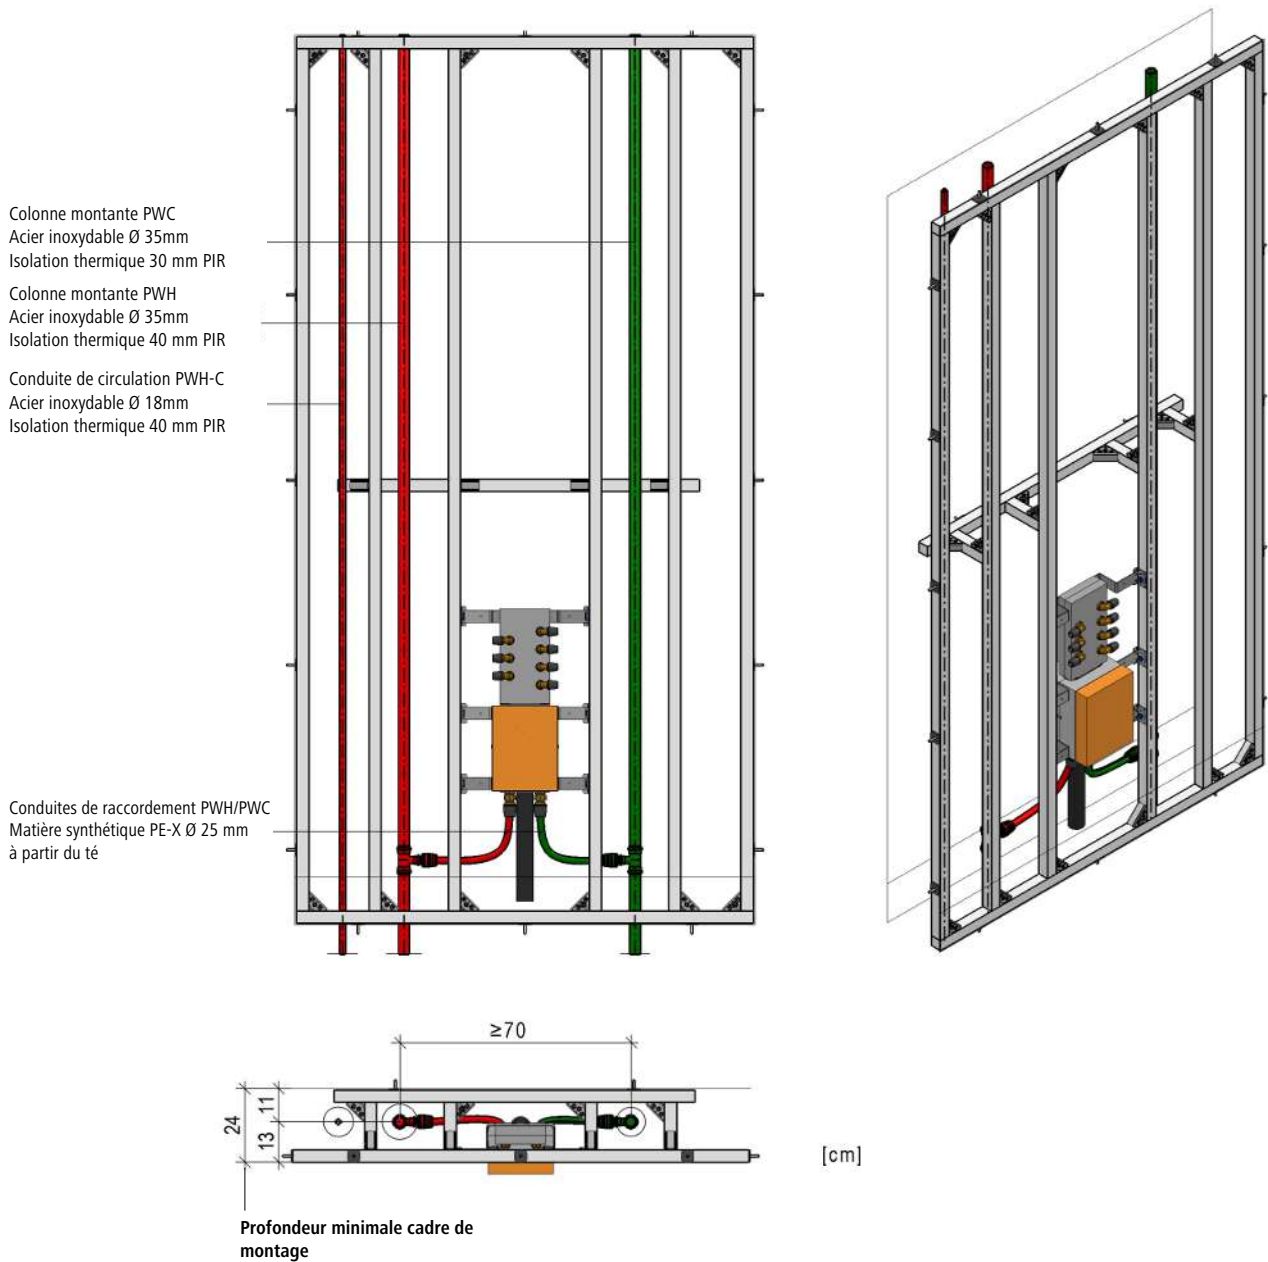 Colonne montante PWC
Acier inoxydable Ø 35mm
Isolation thermique 30 mm PIR
Colonne montante PWH
Acier inoxydable Ø 35mm
Isolation thermique 40 mm PIR
Conduite de circulation PWH-C
Acier inoxydable Ø 18mm
Isolation thermique 40 mm PIR
Conduites de raccordement PWH/PWC
Matière synthétique PE-X Ø 25 mm
à partir du té
≥70
24
11
13
[cm]
Profondeur minimale cadre de
montage